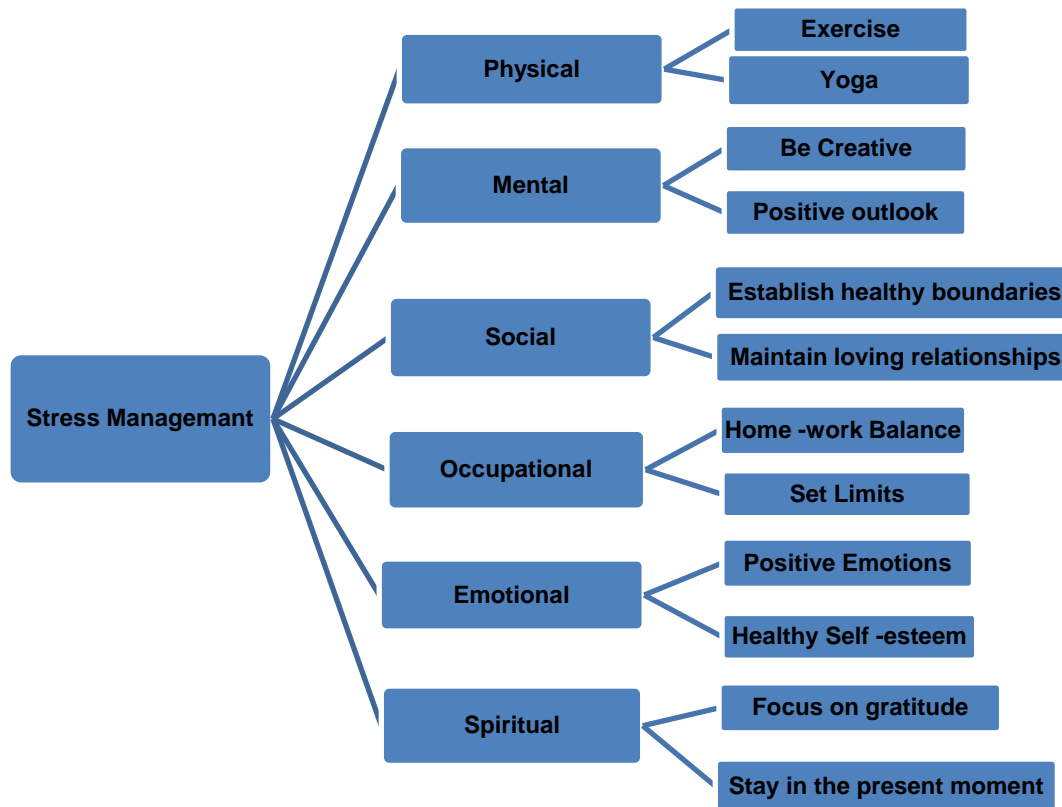 Stress Managemant
Physical
Exercise
Yoga
Mental
Be Creative
Positive outlook
Social
Establish healthy boundaries
Maintain loving relationships
Occupational
Home -work Balance
Set Limits
Emotional
Positive Emotions
Healthy Self -esteem
Spiritual
Focus on gratitude
Stay in the present moment